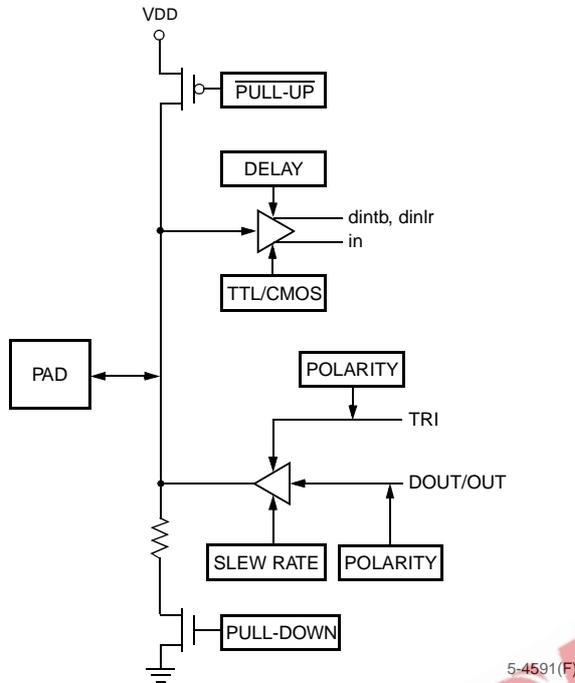 VDD
PULL-UP
DELAY
dintb, dinlr
in
TTL/CMOS
PAD
POLARITY
TRI
DOUT/OUT
SLEW RATE
POLARITY
PULL-DOWN
5-4591(F)